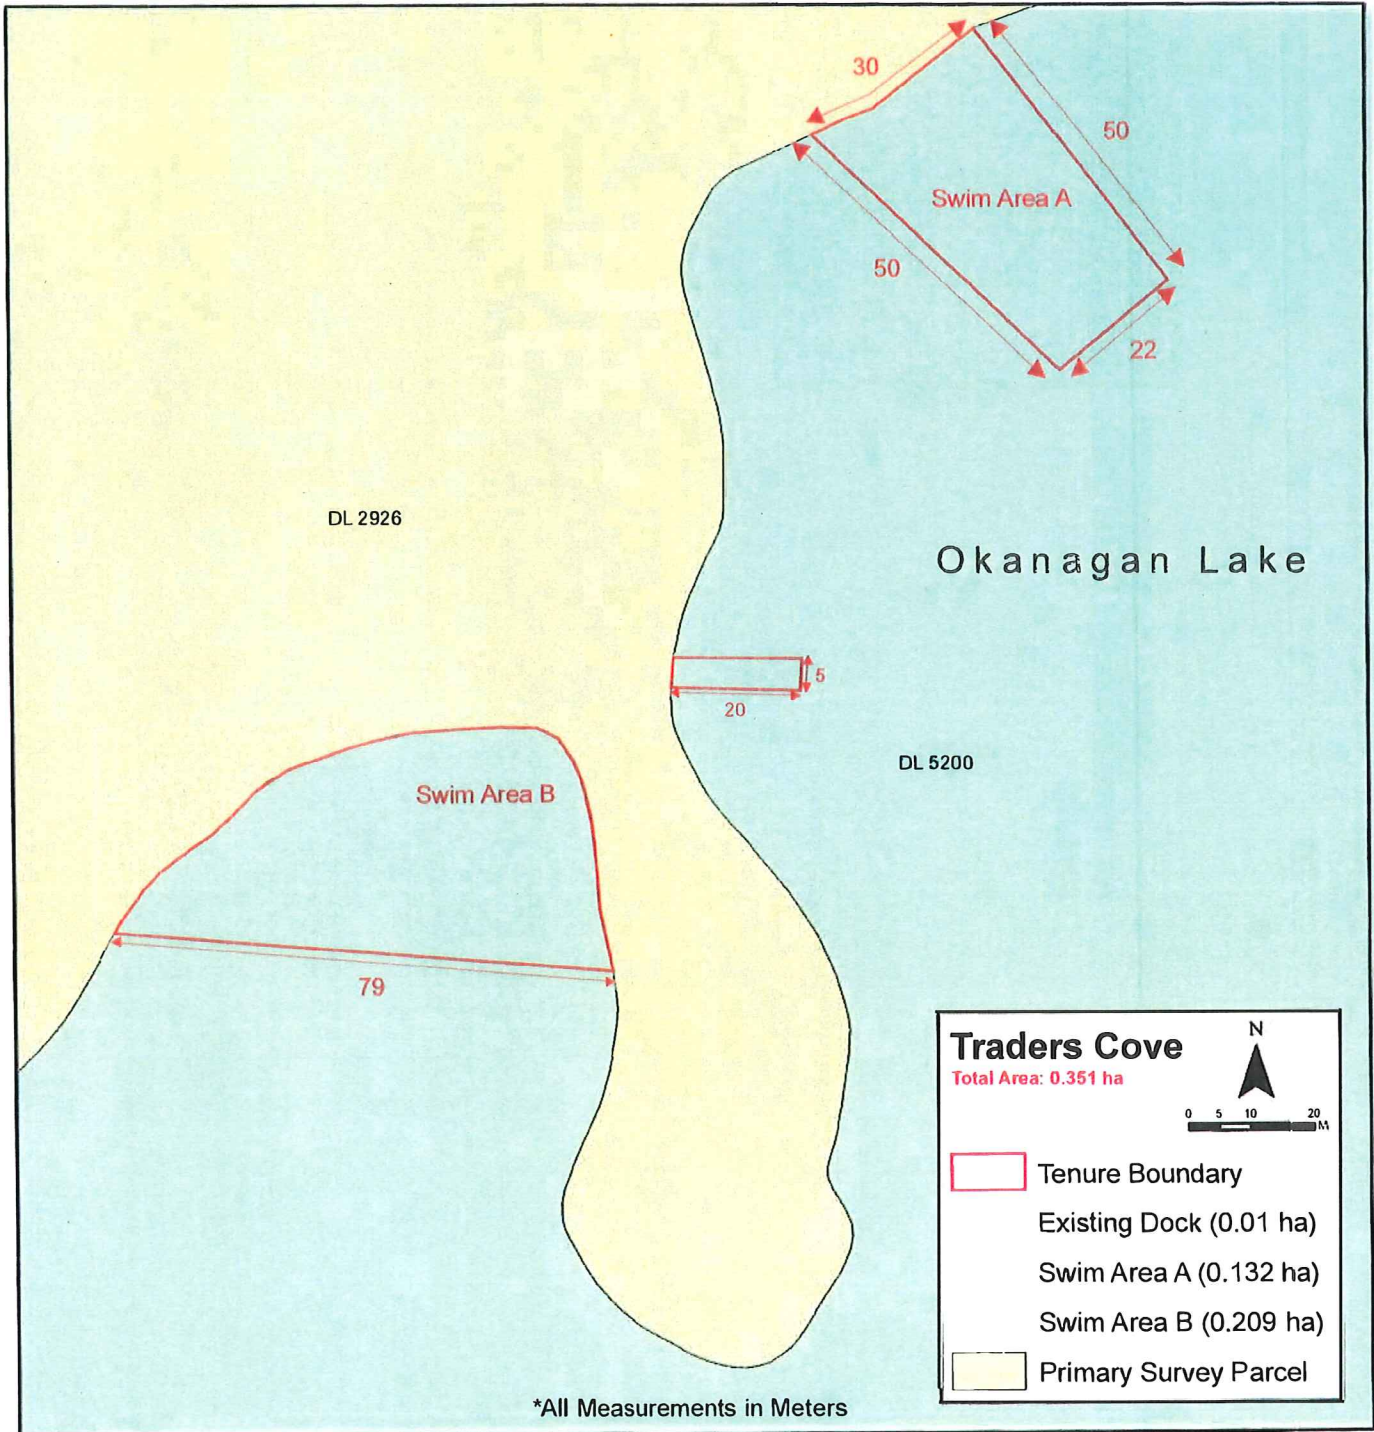 30
50
Swim Area A
50
22
DL 2926
Okanagan Lake
5
20
DL 5200
Swim Area B
79
Traders Cove
Total Area: 0.351 ha
N
0 5 10 20
M
Tenure Boundary
Existing Dock (0.01 ha)
Swim Area A (0.132 ha)
Swim Area B (0.209 ha)
Primary Survey Parcel
*All Measurements in Meters